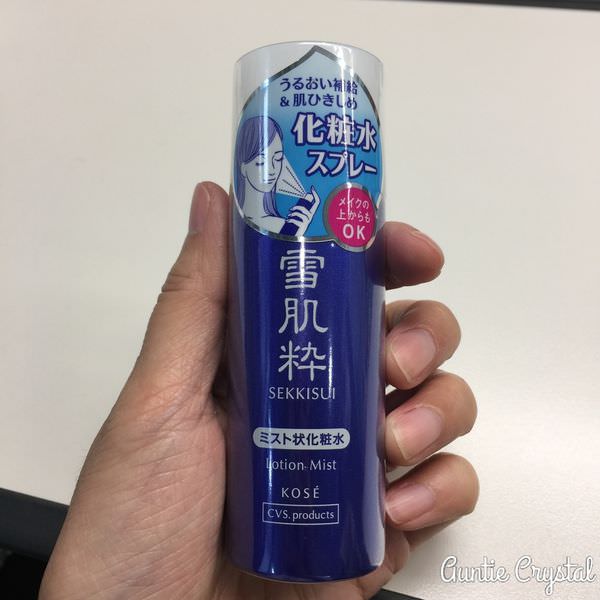 うるおい補給
&肌ひきしめ
化粧水
スプレー
メイクの
上からも
OK
雪肌粋
SEKKISUI
ミスト状化粧水
Lotion Mist
KOSÉ
CVS.products
Auntie Crystal